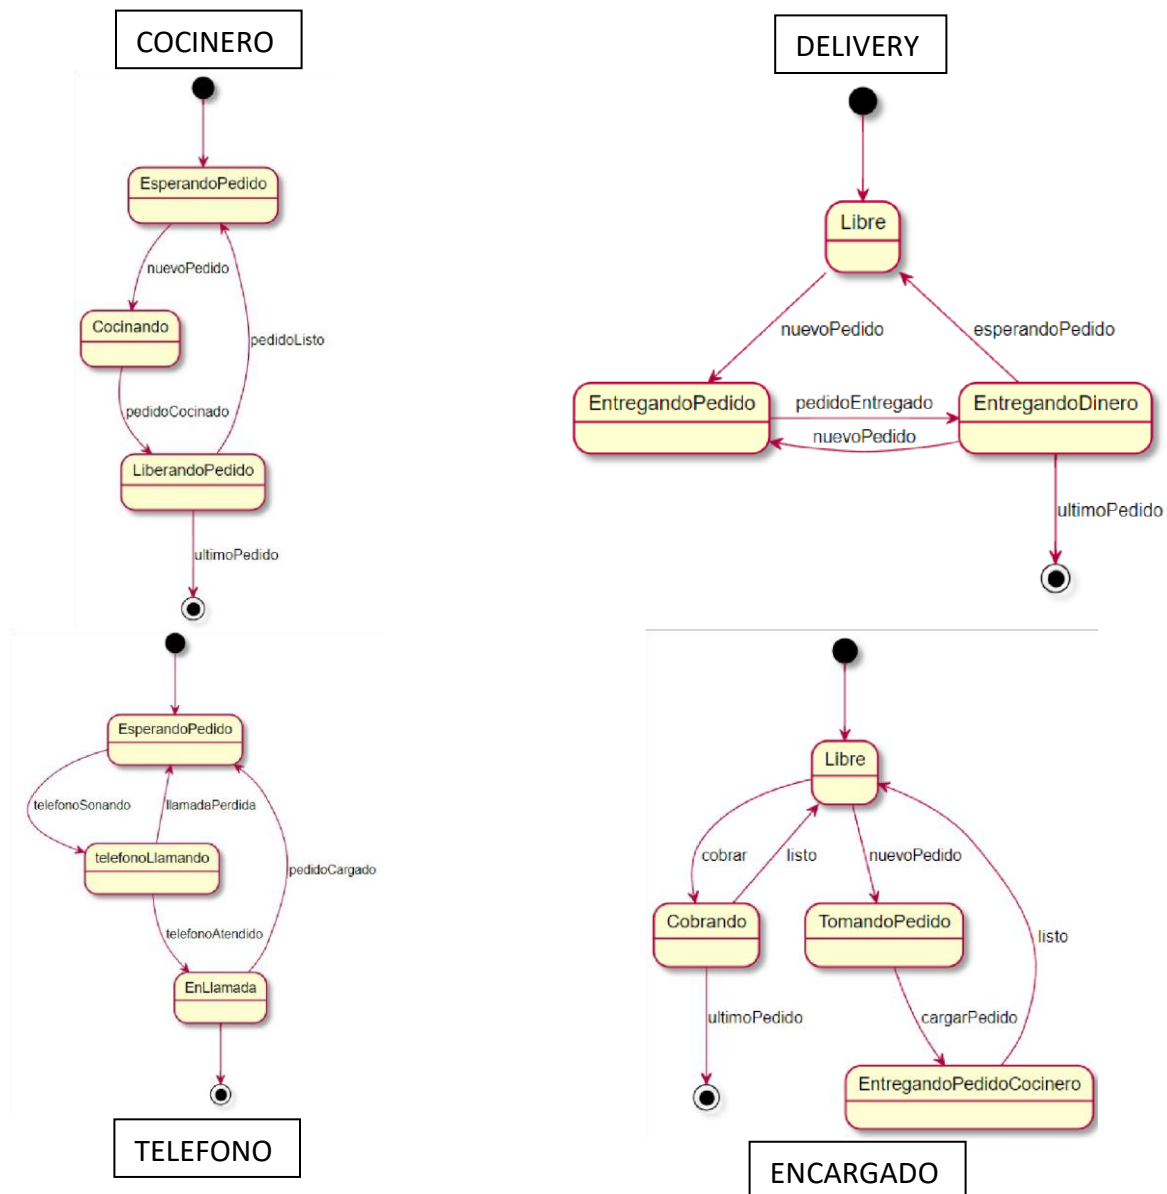 COCINERO
EsperandoPedido
nuevoPedido
Cocinando
pedidoListo
pedidoCocinado
LiberandoPedido
ultimoPedido
DELIVERY
Libre
nuevoPedido
esperandoPedido
EntregandoPedido
pedidoEntregado
EntregandoDinero
nuevoPedido
ultimoPedido
EsperandoPedido
telefonoSonando
llamadaPerdida
telefonoLlamando
pedidoCargado
telefonoAtendido
EnLlamada
TELEFONO
Libre
cobrar
listo
nuevoPedido
Cobrando
TomandoPedido
listo
ultimoPedido
cargarPedido
EntregandoPedidoCocinero
ENCARGADO